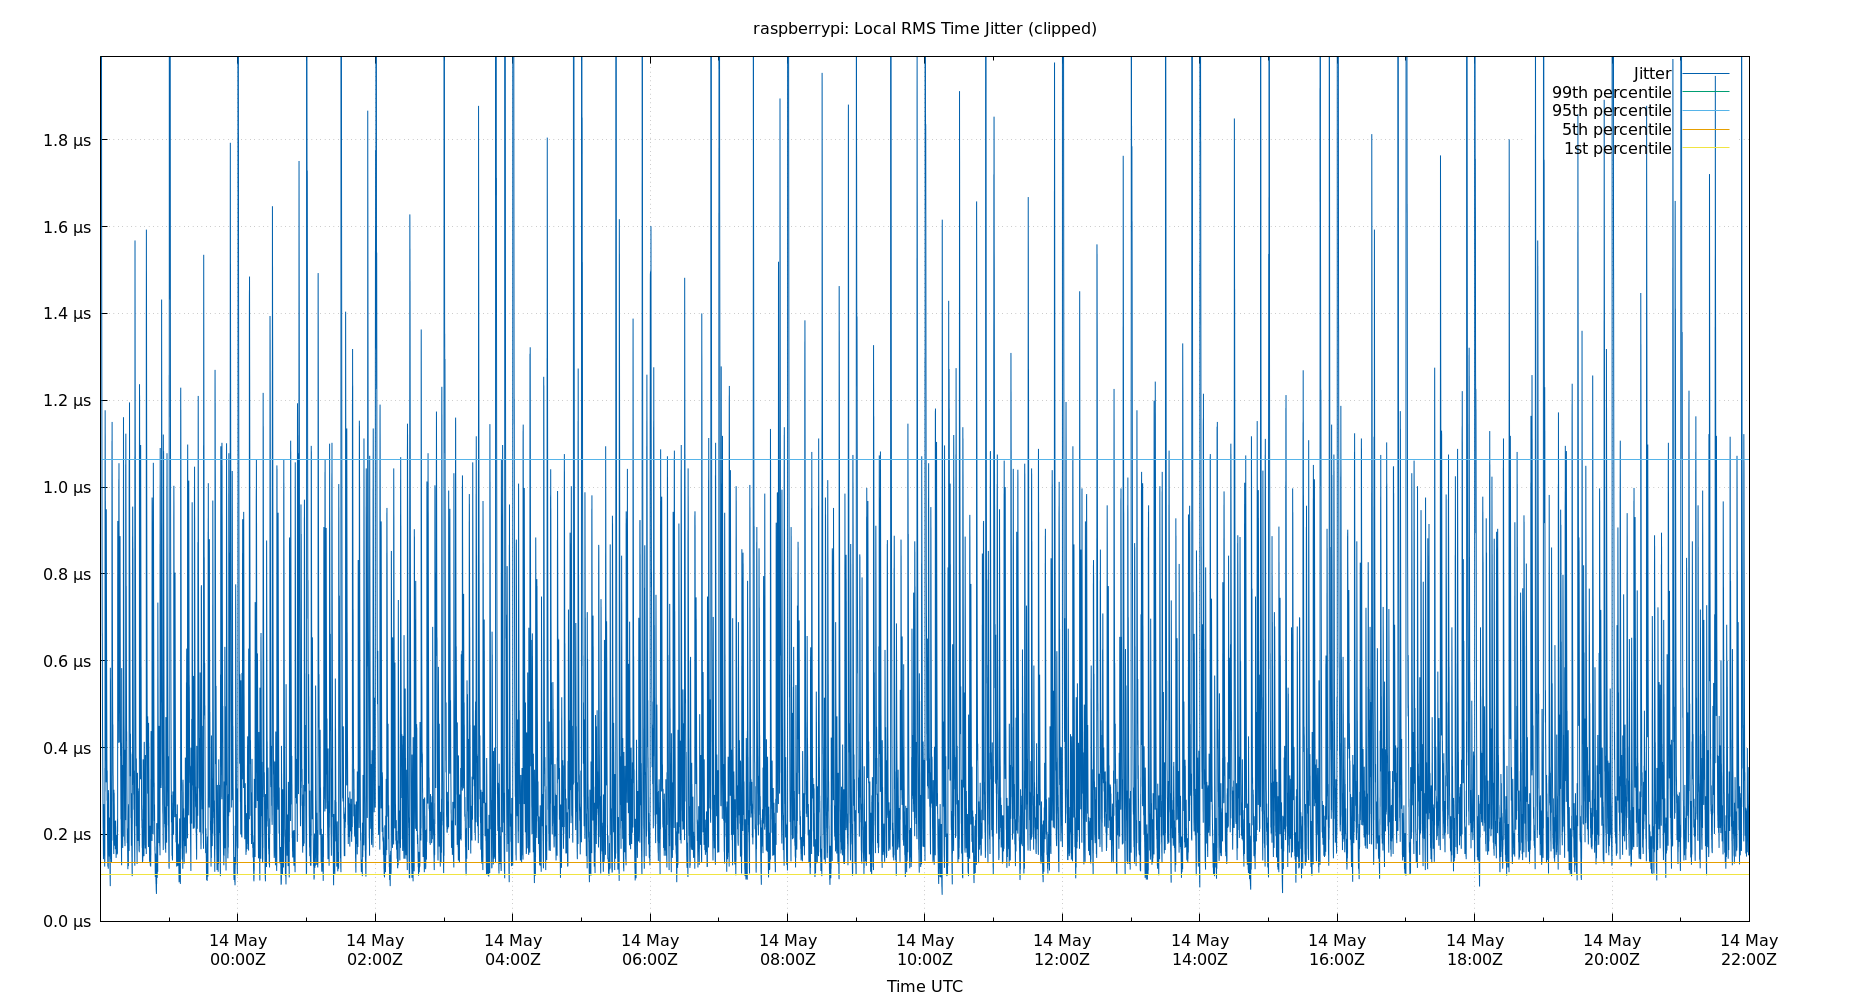 raspberrypi: Local RMS Time Jitter (clipped)
Jitter
99th percentile
95th percentile
5th percentile
1st percentile
1.8 µs
1.6 µs
1.4 µs
1.2 µs
1.0 µs
0.8 µs
0.6 µs
0.4 µs
0.2 µs
0.0 µs
14 May 14 May 14 May 14 May 14 May 14 May 14 May 14 May 14 May 14 May 14 May 14 May
00:00Z 02:00Z 04:00Z 06:00Z 08:00Z 10:00Z 12:00Z 14:00Z 16:00Z 18:00Z 20:00Z 22:00Z
Time UTC